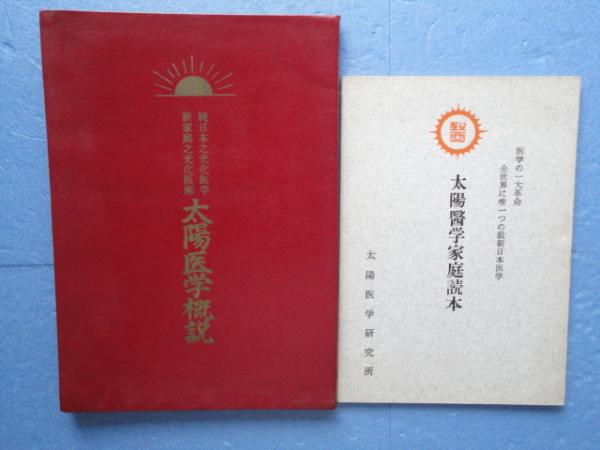 純日本之光化医学
新家庭之光化医術
太陽医学概説
医学の一大革命
全世界に唯一つの最新日本医学
太陽醫学家庭読本
太陽医学研究所